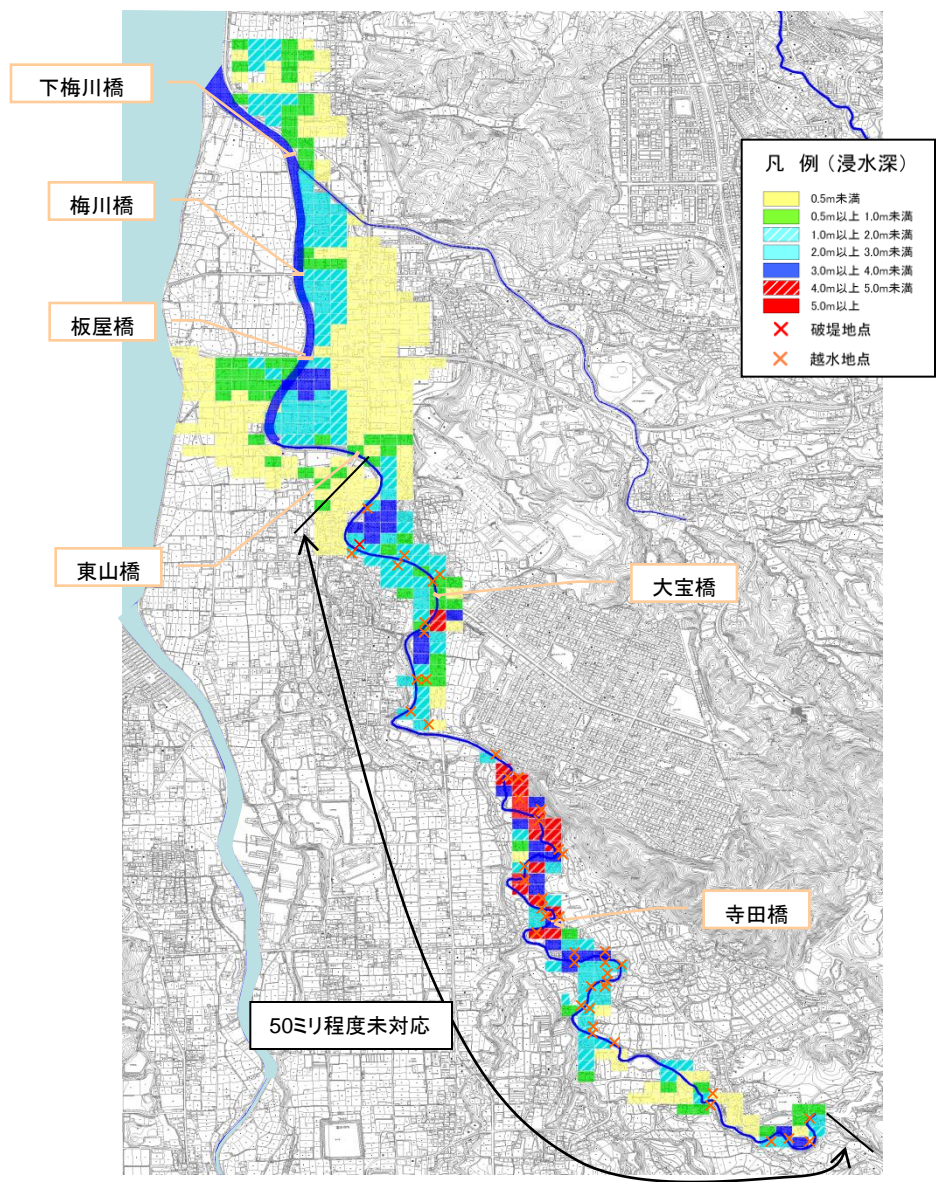 下梅川橋
梅川橋
板屋橋
東山橋
大宝橋
寺田橋
50ミリ程度未対応
凡 例 (浸水深)
0.5m未満
0.5m以上 1.0m未満
1.0m以上 2.0m未満
2.0m以上 3.0m未満
3.0m以上 4.0m未満
4.0m以上 5.0m未満
5.0m以上
破堤地点
越水地点